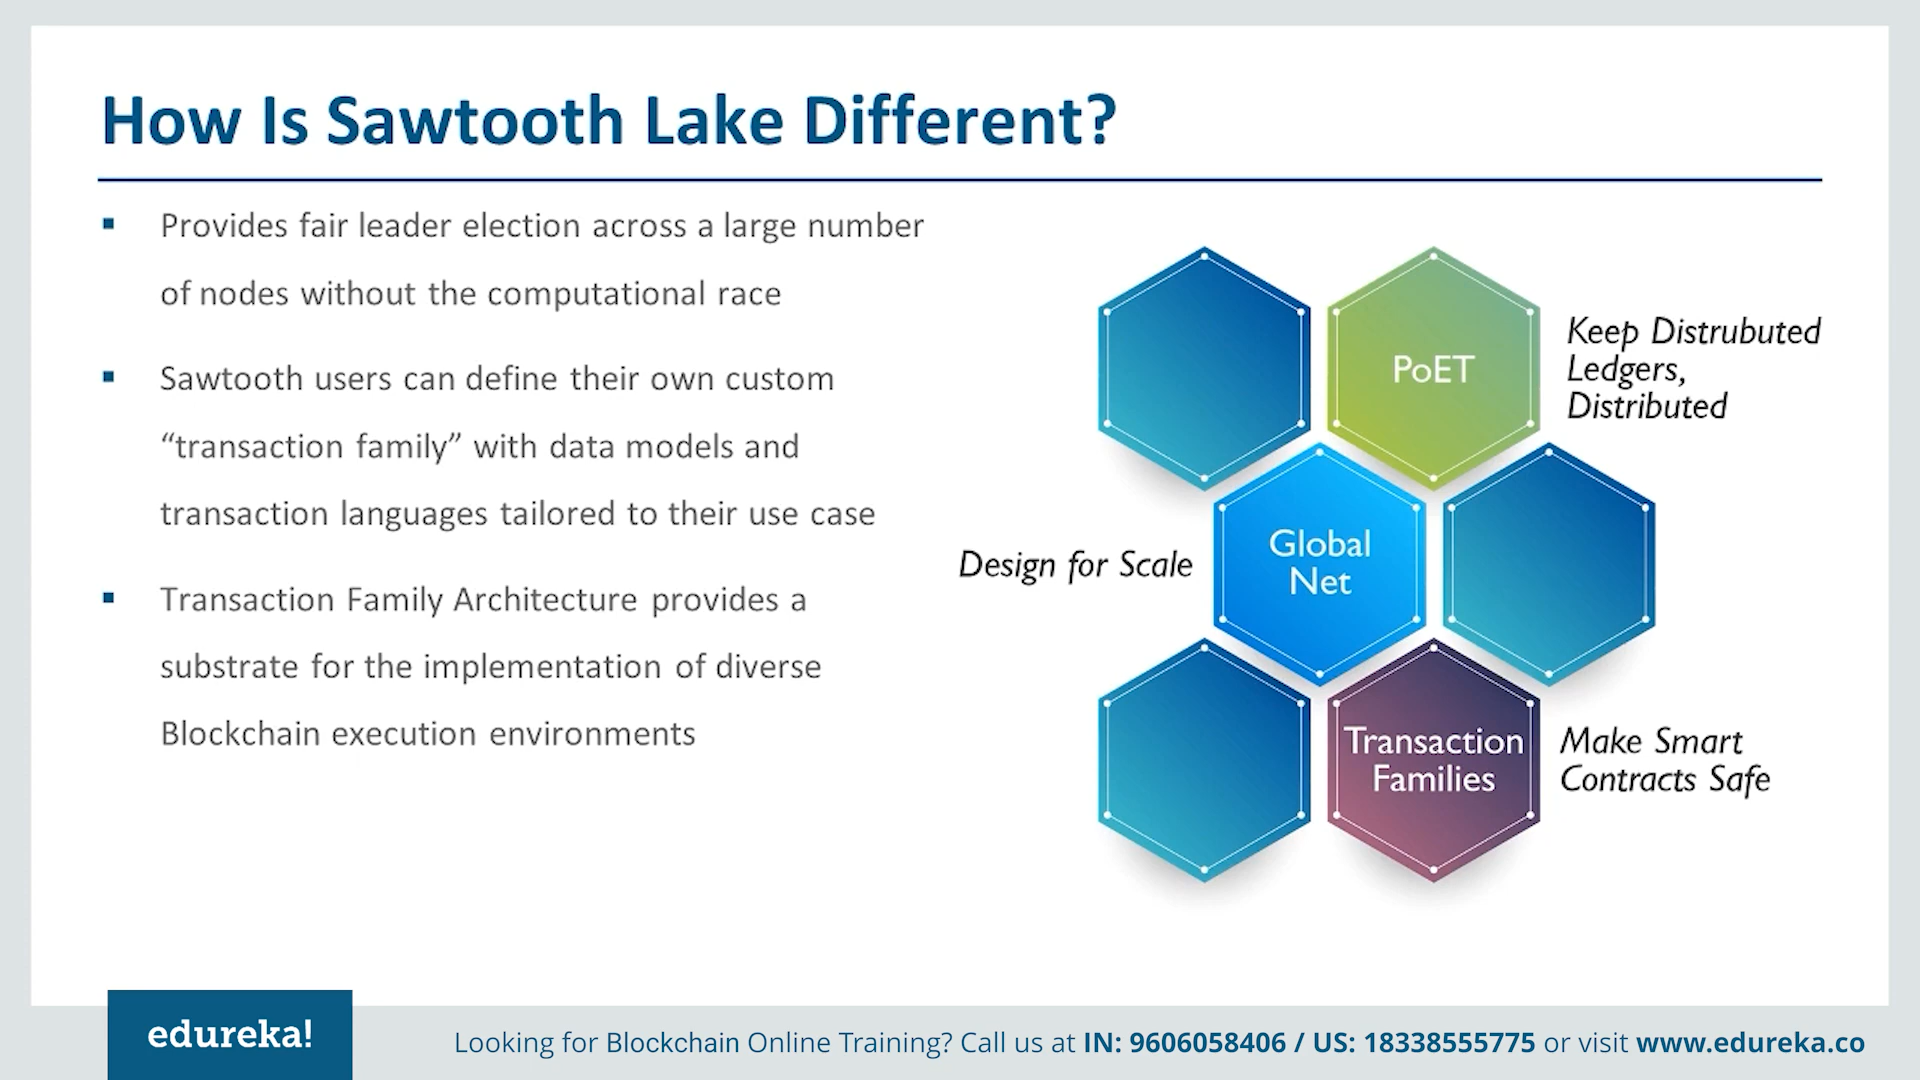 How Is Sawtooth Lake Different?
Provides fair leader election across a large number
of nodes without the computational race
Sawtooth users can define their own custom
“transaction family” with data models and
transaction languages tailored to their use case
Transaction Family Architecture provides a
substrate for the implementation of diverse
Blockchain execution environments
PoET
Keep Distrubuted
Ledgers,
Distributed
Design for Scale
Global
Net
Transaction
Families
Make Smart
Contracts Safe
edureka!
Looking for Blockchain Online Training? Call us at IN: 9606058406 / US: 18338555775 or visit www.edureka.co